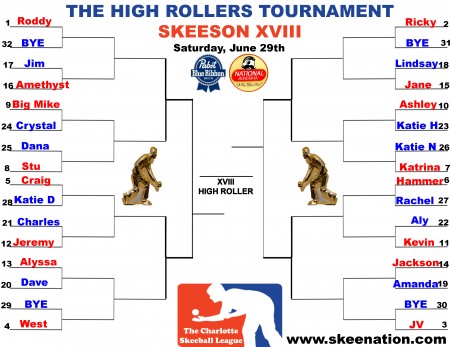 THE HIGH ROLLERS TOURNAMENT
SKEESON XVIII
Saturday, June 29th
Pabst
Blue Ribbon
NATIONAL
1 Roddy
32 BYE
17 Jim
16 Amethyst
9 Big Mike
24 Crystal
25 Dana
8 Stu
5 Craig
28 Katie D
21 Charles
12 Jeremy
13 Alyssa
20 Dave
29 BYE
4 West
XVIII
HIGH ROLLER
Ricky 2
BYE 31
Lindsay 18
Jane 15
Ashley 10
Katie H 23
Katie N 26
Katrina 7
Hammer 6
Rachel 27
Aly 22
Kevin 11
Jackson 14
Amanda 19
BYE 30
JV 3
The Charlotte
Skeeball League
www.skeenation.com